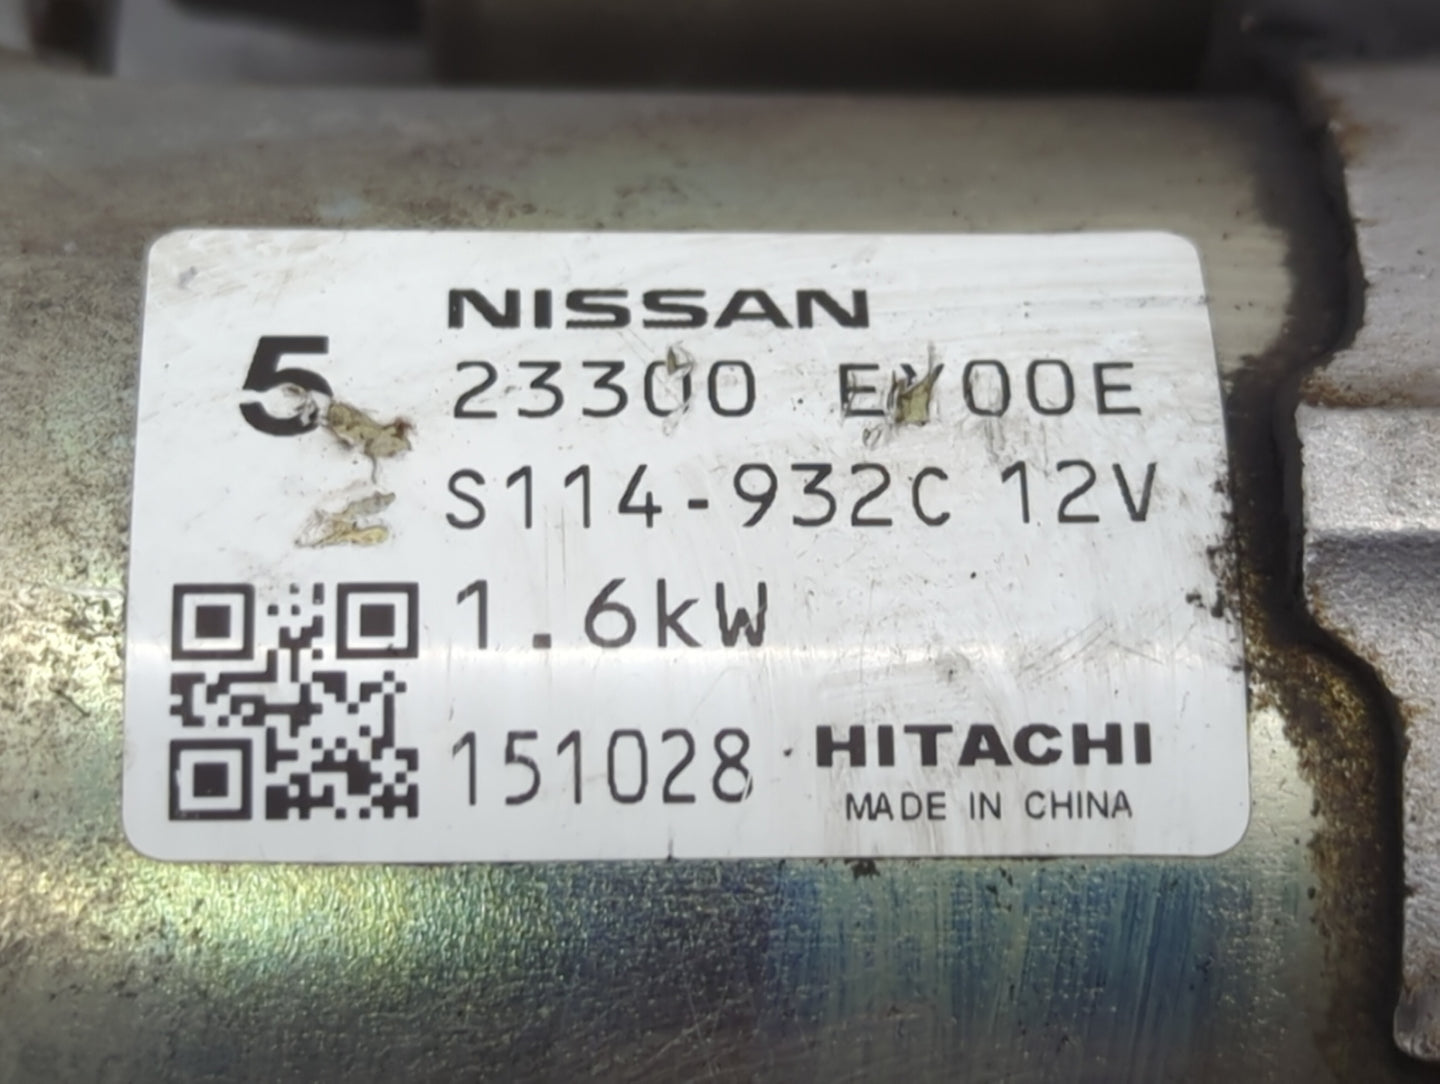 NISSAN
5
23300 EY00E
S114-932C 12V
1.6kW
151028
HITACHI
MADE IN CHINA